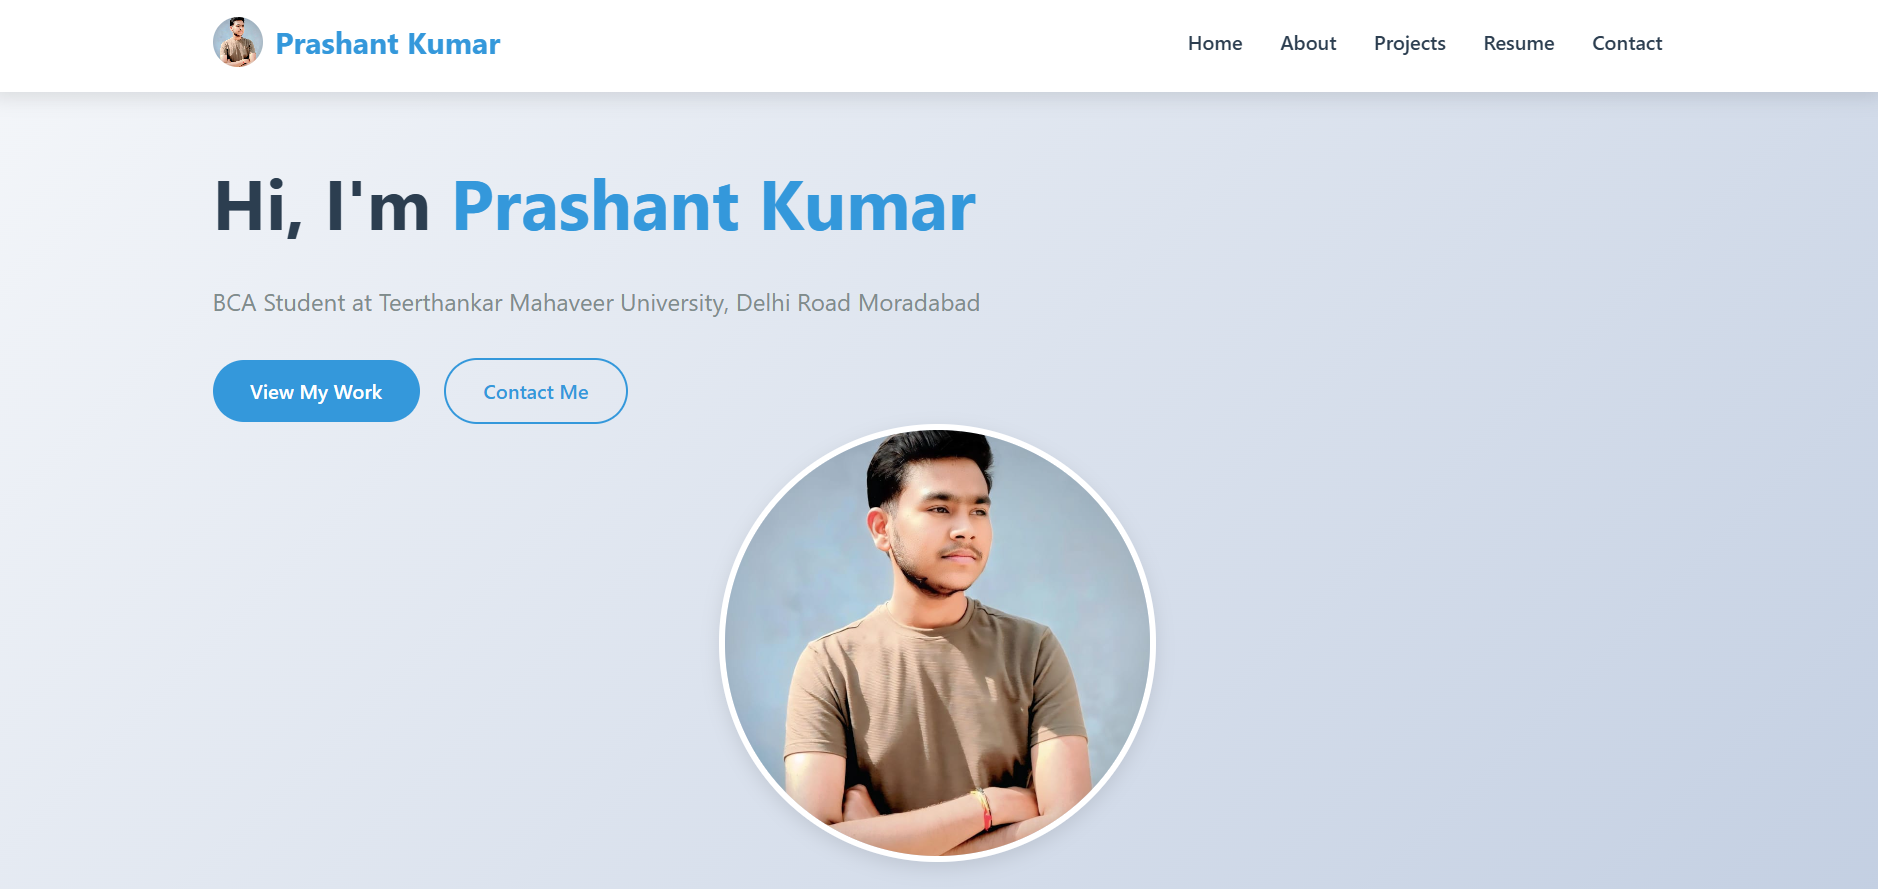 Prashant Kumar
Home About Projects Resume Contact
Hi, I'm Prashant Kumar
BCA Student at Teerthankar Mahaveer University, Delhi Road Moradabad
View My Work Contact Me